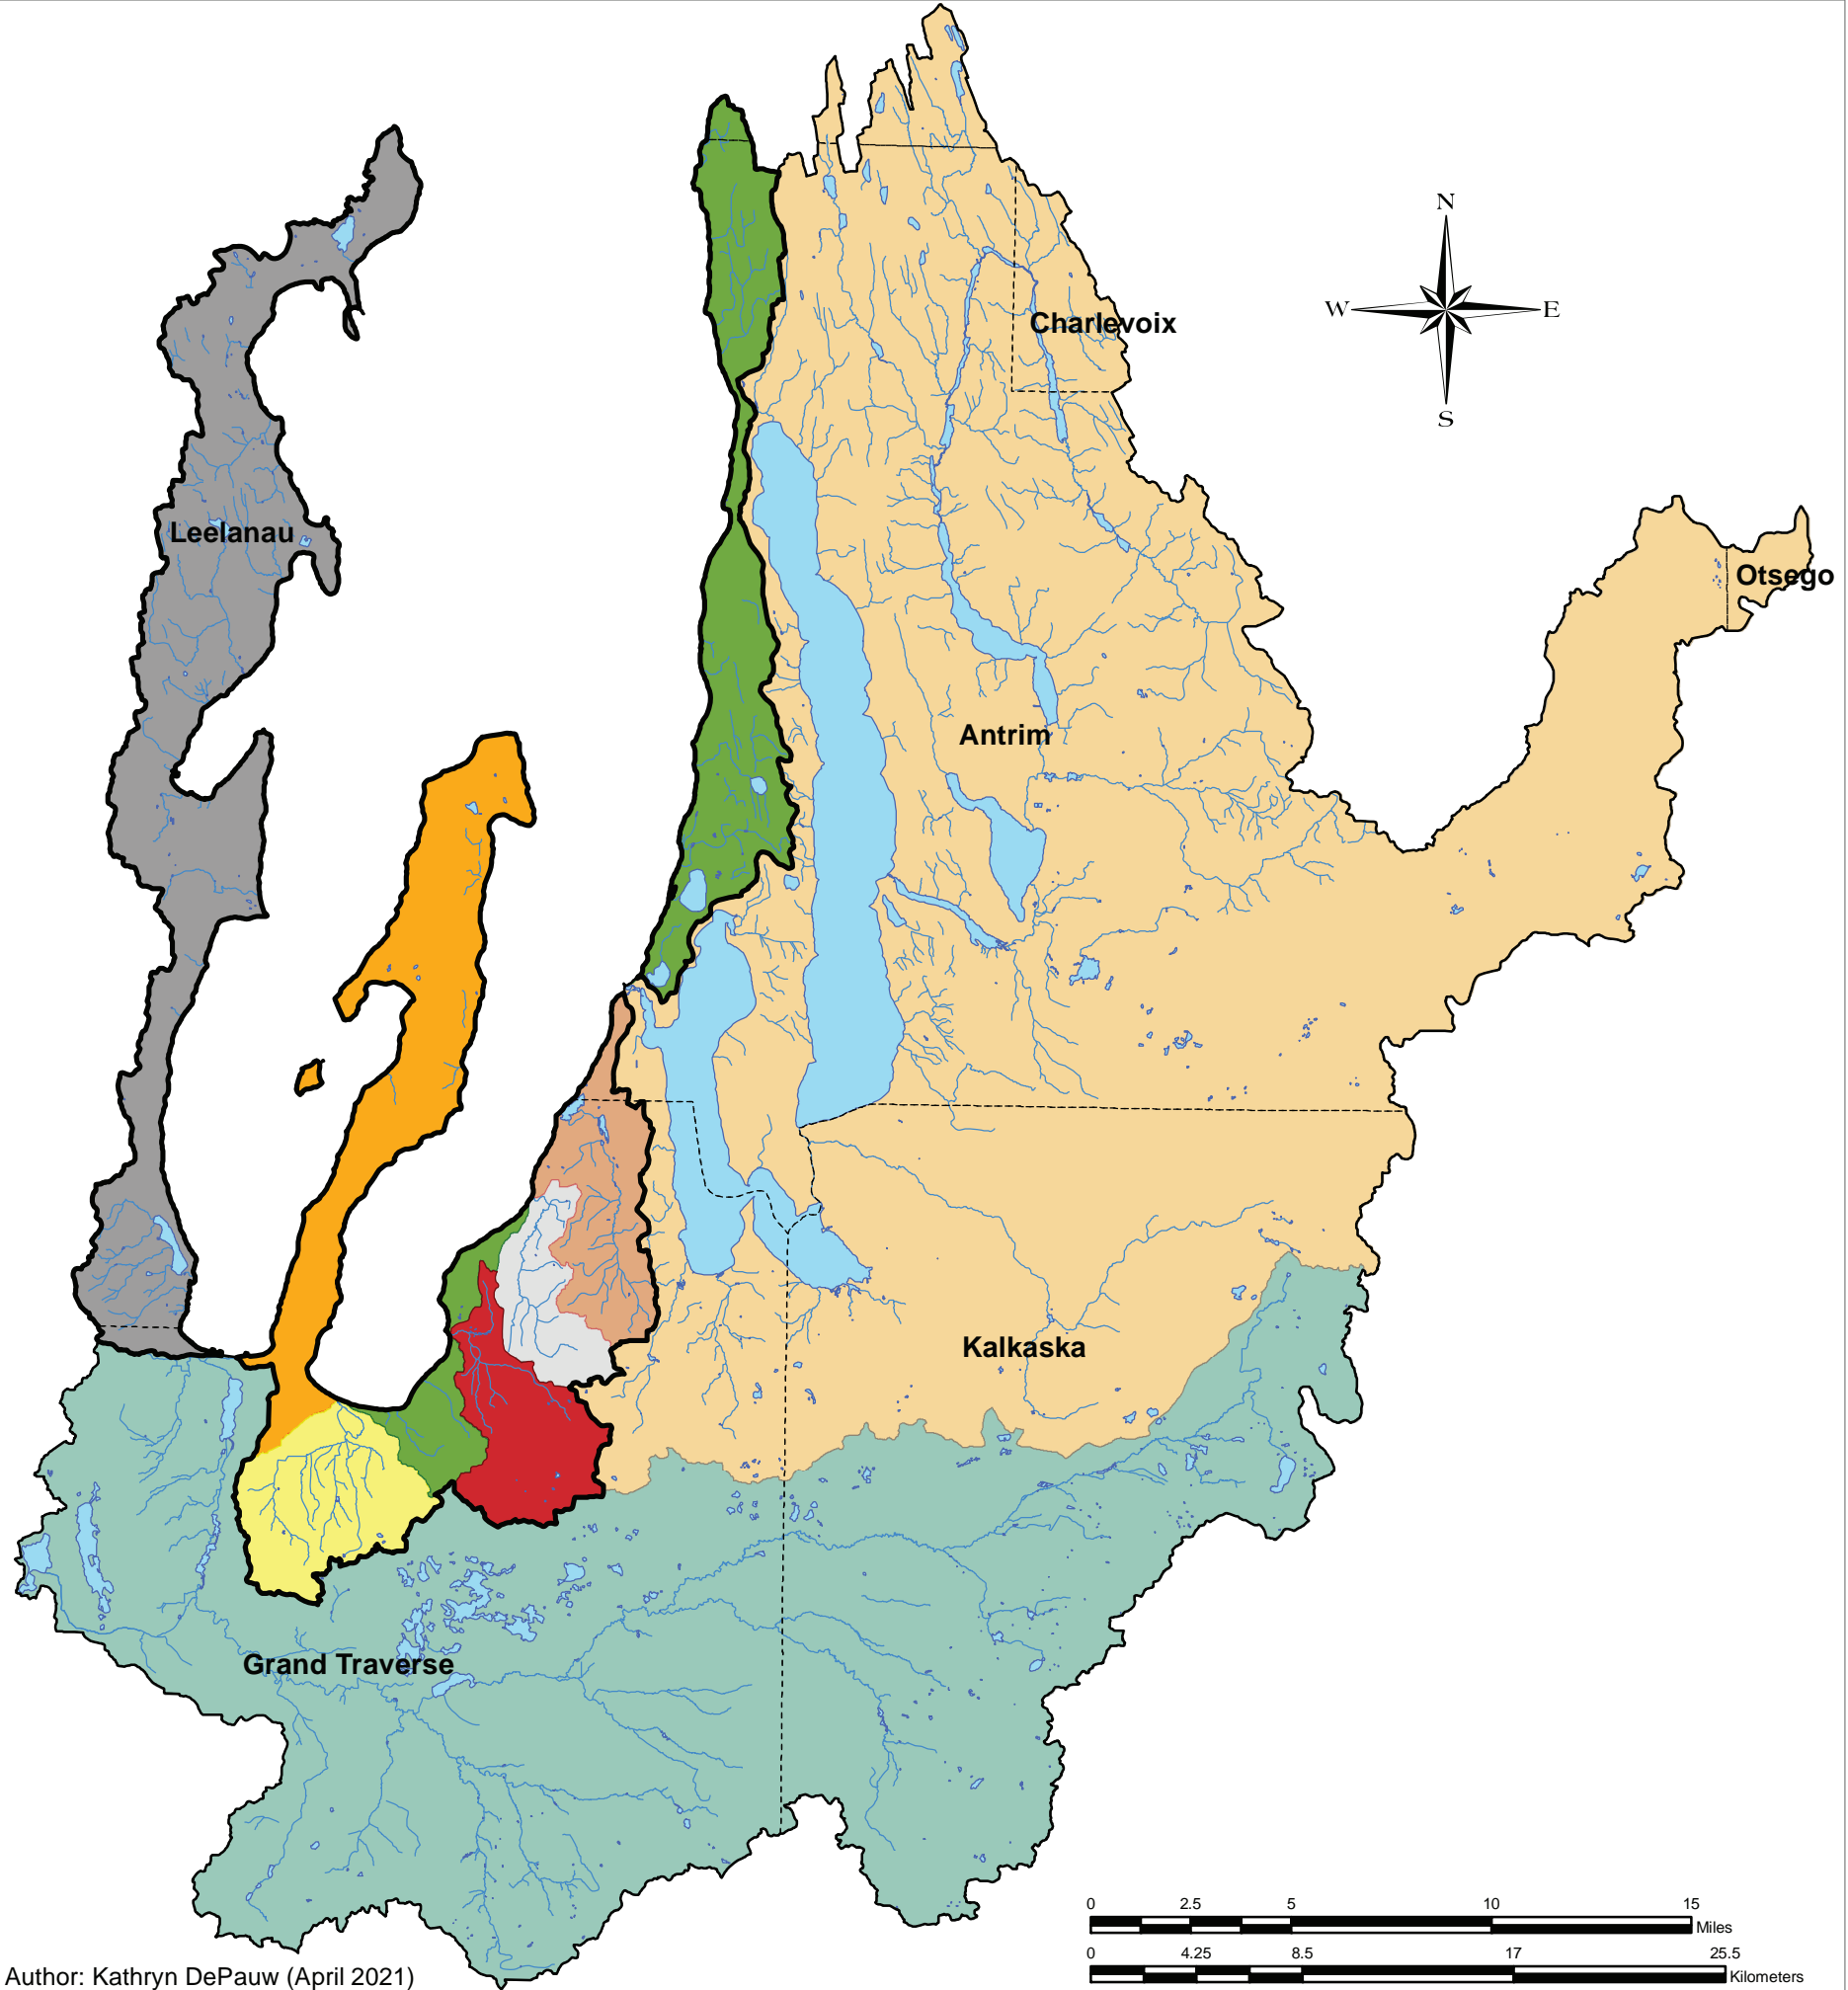 N
W E
S
Charlevoix
Leelanau
Otsego
Antrim
Kalkaska
Grand Traverse
0 2.5 5 10 15
Miles
0 4.25 8.5 17 25.5
Kilometers
Author: Kathryn DePauw (April 2021)